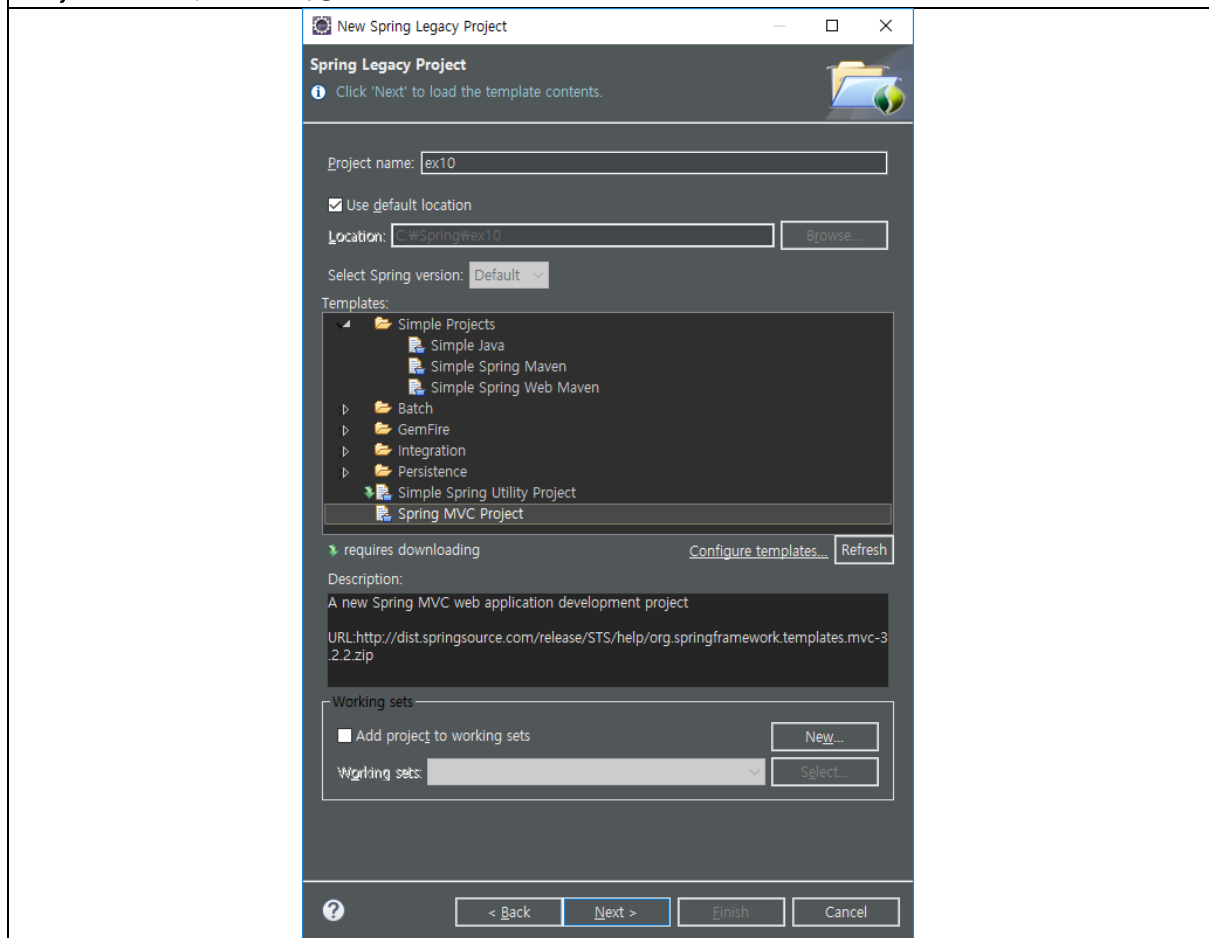 New Spring Legacy Project
Spring Legacy Project
Click 'Next' to load the template contents.
Project name: ex10
Use default location
Location: C:₩Spring₩ex10 Browse...
Select Spring version: Default
Templates:
Simple Projects
Simple Java
Simple Spring Maven
Simple Spring Web Maven
Batch
GemFire
Integration
Persistence
Simple Spring Utility Project
Spring MVC Project
requires downloading Configure templates... Refresh
Description:
A new Spring MVC web application development project
URL:http://dist.springsource.com/release/STS/help/org.springframework.templates.mvc-3
.2.2.zip
Working sets
Add project to working sets New...
Working sets: Select...
< Back Next > Finish Cancel